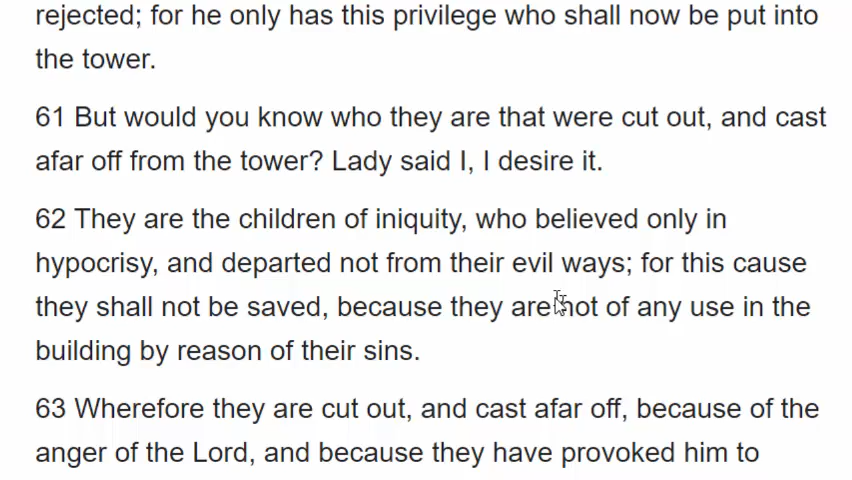 rejected; for he only has this privilege who shall now be put into
the tower.
61 But would you know who they are that were cut out, and cast
afar off from the tower? Lady said I, I desire it.
62 They are the children of iniquity, who believed only in
hypocrisy, and departed not from their evil ways; for this cause
they shall not be saved, because they are not of any use in the
building by reason of their sins.
63 Wherefore they are cut out, and cast afar off, because of the
anger of the Lord, and because they have provoked him to